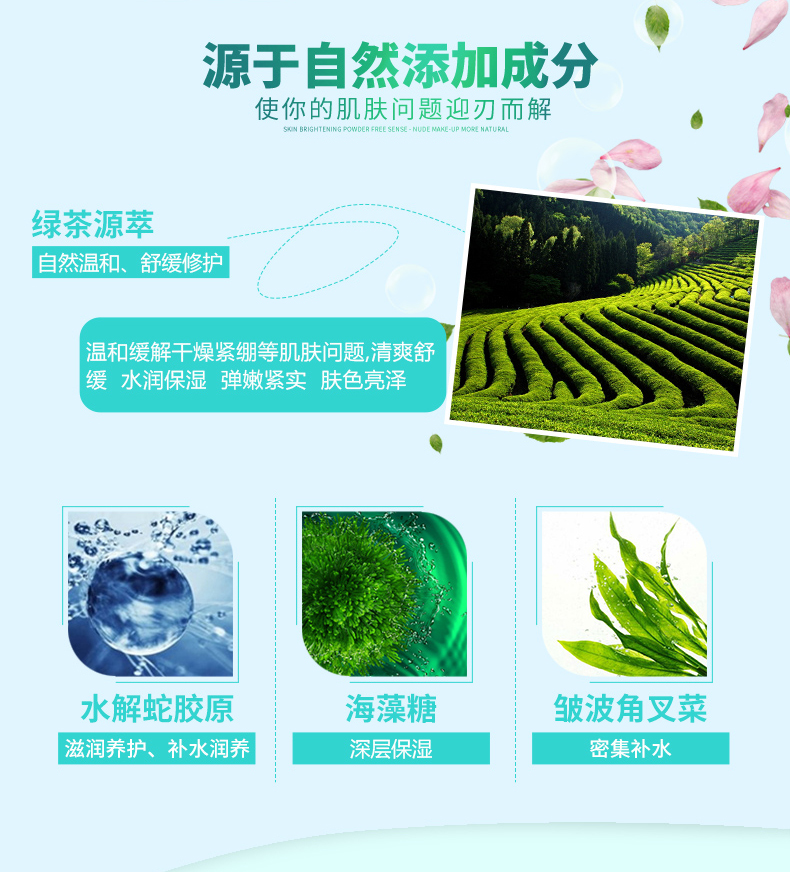 源于自然添加成分
使你的肌肤问题迎刃而解
SKIN BRIGHTENING POWDER FREE SENSE - NUDE MAKE-UP MORE NATURAL
绿茶源萃
自然温和、舒缓修护
温和缓解干燥紧绷等肌肤问题,清爽舒
缓 水润保湿 弹嫩紧实 肤色亮泽
水解蛇胶原
滋润养护、补水润养
海藻糖
深层保湿
皱波角叉菜
密集补水